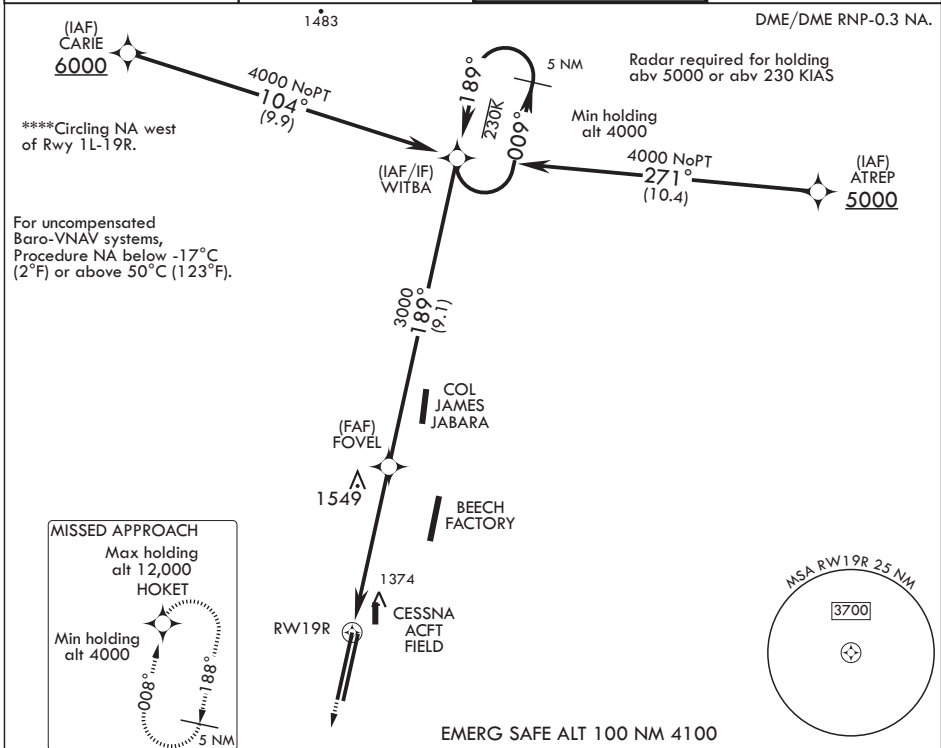 1483
DME/DME RNP-0.3 NA.
(IAF)
CARIE
6000
4000 NoPT
104°
(9.9)
****Circling NA west
of Rwy 1L-19R.
189°
230K
009°
5 NM
Radar required for holding
abv 5000 or abv 230 KIAS
Min holding
alt 4000
(IAF/IF)
WITBA
4000 NoPT
271°
(10.4)
(IAF)
ATREP
5000
For uncompensated
Baro-VNAV systems,
Procedure NA below -17°C
(2°F) or above 50°C (123°F).
3000
189°
(9.1)
COL
JAMES
JABARA
(FAF)
FOVEL
1549
BEECH
FACTORY
MISSED APPROACH
Max holding
alt 12,000
HOKET
Min holding
alt 4000
008°
188°
5 NM
1374
CESSNA
ACFT
FIELD
RW19R
MSA RW19R 25 NM
3700
EMERG SAFE ALT 100 NM 4100